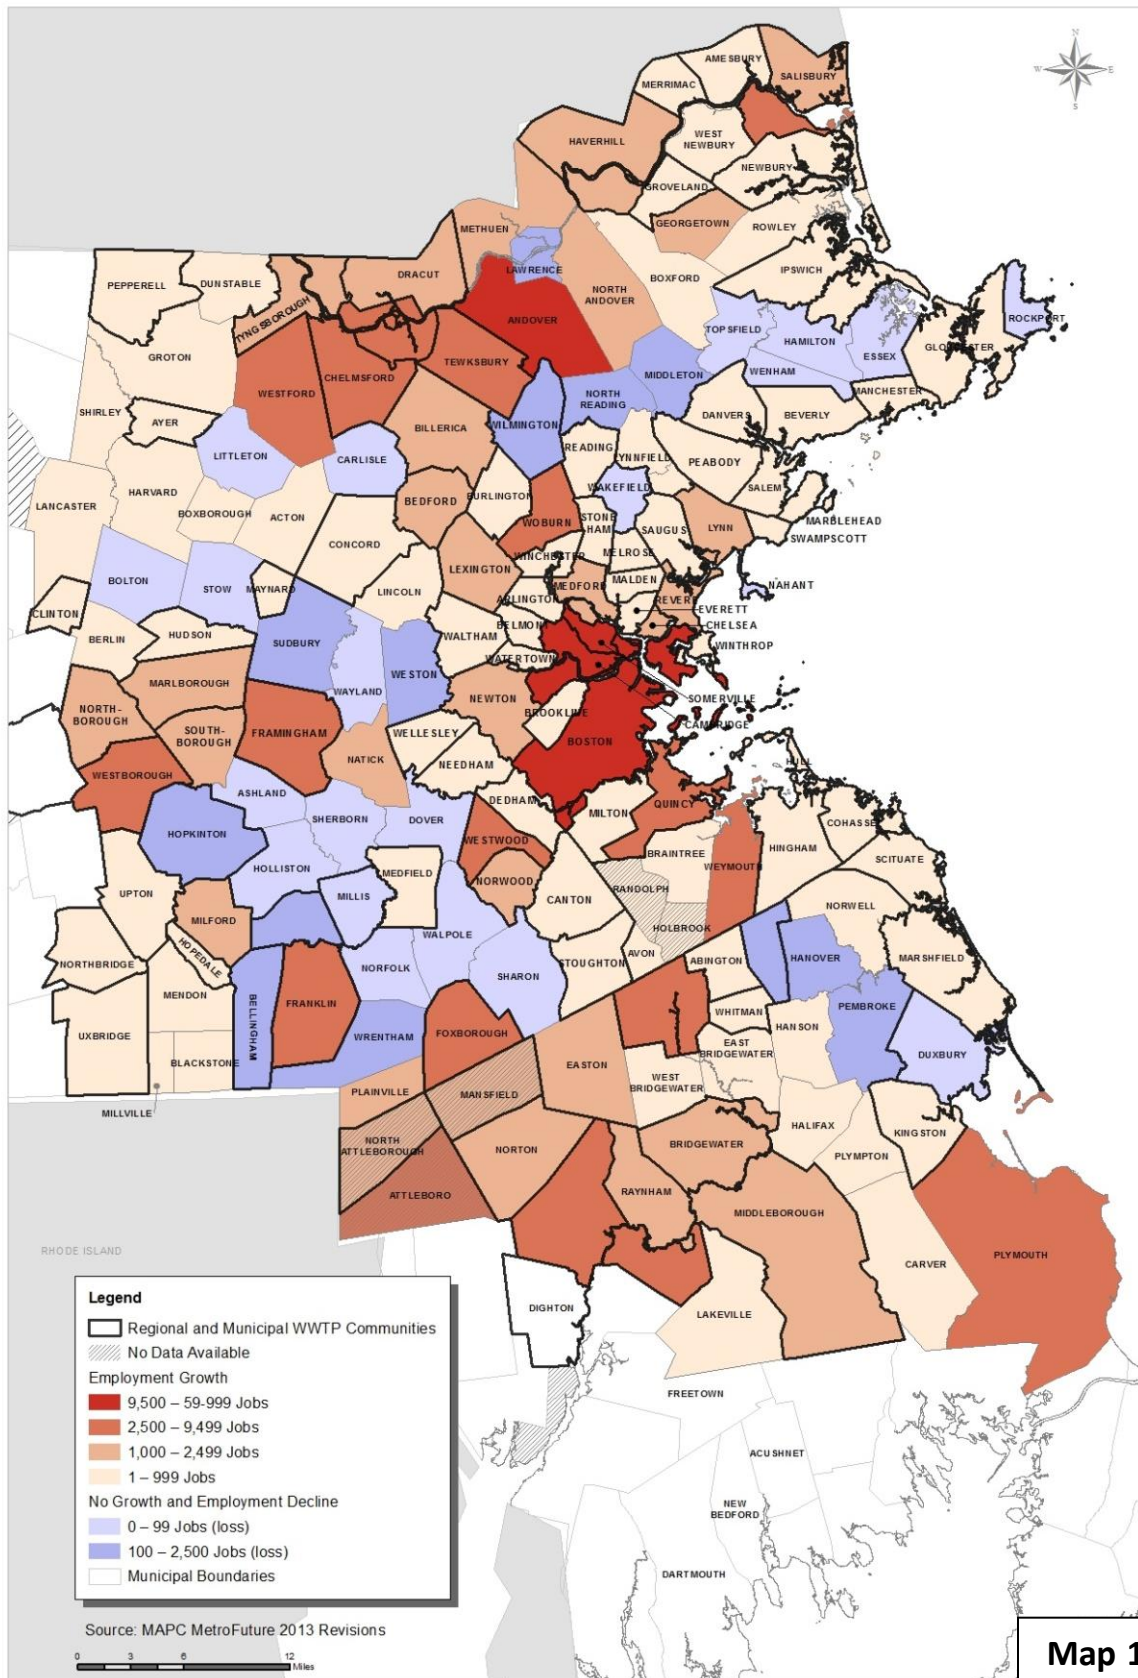 N
W E
S
AMESBURY
SALISBURY
MERRIMAC
HAVERHILL
WEST
NEWBURY
NEWBURY
GROVELAND
GEORGETOWN
ROWLEY
METHUEN
LAWRENCE
DRACUT
NORTH
ANDOVER
BOXFORD
IPSWICH
PEPPERELL
DUNSTABLE
TYNGSBOROUGH
ANDOVER
TOPSFIELD
HAMILTON
ESSEX
ROCKPORT
GLOUCESTER
GROTON
WESTFORD
CHELMSFORD
TEWKSBURY
MIDDLETON
WENHAM
MANCHESTER
NORTH
READING
DANVERS
BEVERLY
SHIRLEY
AYER
BILLERICA
WILMINGTON
READING
LYNNFIELD
PEABODY
LITTLETON
CARLISLE
SALEM
HARVARD
LANCASTER
BOXBOROUGH
ACTON
BEDFORD
BURLINGTON
WAKEFIELD
MARBLEHEAD
SWAMPSCOTT
WOBURN
STONE
HAM
SAUGUS
LYNN
CONCORD
WINCHESTER
MELROSE
LEXINGTON
BOLTON
STOW
MAYNARD
LINCOLN
MEDFORD
MALDEN
NAHANT
ARLINGTON
REVERE
EVERETT
CHELSEA
CLINTON
BERLIN
HUDSON
SUDBURY
WALTHAM
BELMONT
WINTHROP
WAYLAND
WESTON
WATERTOWN
MARLBOROUGH
NORTH-
BOROUGH
NEWTON
SOMERVILLE
BROOKLINE
CAMBRIDGE
SOUTH-
BOROUGH
FRAMINGHAM
WELLESLEY
BOSTON
NATICK
NEEDHAM
HULL
WESTBOROUGH
ASHLAND
DEDHAM
MILTON
QUINCY
SHERBORN
DOVER
COHASSE
HOPKINTON
WESTWOOD
BRAINTREE
HINGHAM
SCITUATE
WEYMOUTH
HOLLISTON
MEDFIELD
NORWOOD
RANDOLPH
UPTON
MILLIS
CANTON
NORWELL
MILFORD
HOLBROOK
WALPOLE
HOPEDALE
AVON
NORTHBRIDGE
NORFOLK
SHARON
STOUGHTON
ABINGTON
HANOVER
MARSHFIELD
MENDON
BELLINGHAM
FRANKLIN
WHITMAN
PEMBROKE
UXBRIDGE
WRENTHAM
FOXBOROUGH
HANSON
EAST
BRIDGEWATER
DUXBURY
BLACKSTONE
EASTON
WEST
BRIDGEWATER
PLAINVILLE
MANSFIELD
MILLVILLE
HALIFAX
KINGSTON
NORTH
ATTLEBOROUGH
NORTON
BRIDGEWATER
PLYMPTON
ATTLEBORO
RAYNHAM
MIDDLEBOROUGH
RHODE ISLAND
PLYMOUTH
CARVER
DIGHTON
LAKEVILLE
FREETOWN
ACUSHNET
NEW
BEDFORD
DARTMOUTH
Legend
Regional and Municipal WWTP Communities
No Data Available
Employment Growth
9,500 – 59-999 Jobs
2,500 – 9,499 Jobs
1,000 – 2,499 Jobs
1 – 999 Jobs
No Growth and Employment Decline
0 – 99 Jobs (loss)
100 – 2,500 Jobs (loss)
Municipal Boundaries
Source: MAPC MetroFuture 2013 Revisions
0 3 6 12
Miles
Map 1